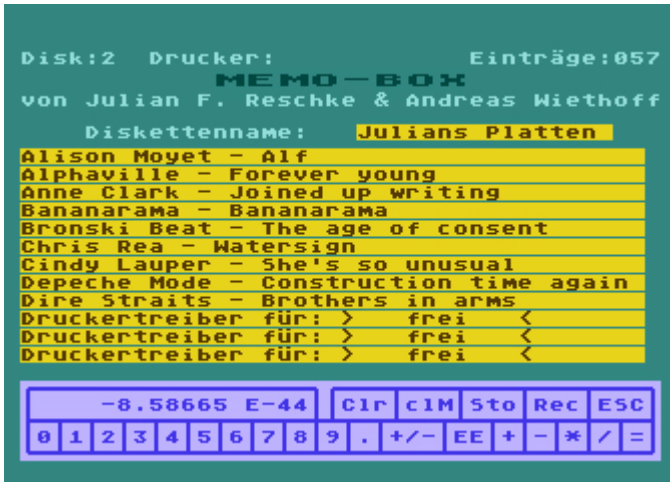 Disk:2 Drucker: Einträge:057
MEMO-BOX
von Julian F. Reschke & Andreas Wiethoff
Diskettenname: Julians Platten
Alison Moyet - Alf
Alphaville - Forever young
Anne Clark - Joined up writing
Bananarama - Bananarama
Bronski Beat - The age of consent
Chris Rea - Watersign
Cindy Lauper - She's so unusual
Depeche Mode - Construction time again
Dire Straits - Brothers in arms
Druckertreiber für: > frei <
Druckertreiber für: > frei <
Druckertreiber für: > frei <
-8.58665 E-44 Clr clM Sto Rec ESC
0 1 2 3 4 5 6 7 8 9 . +/- EE + - * / =